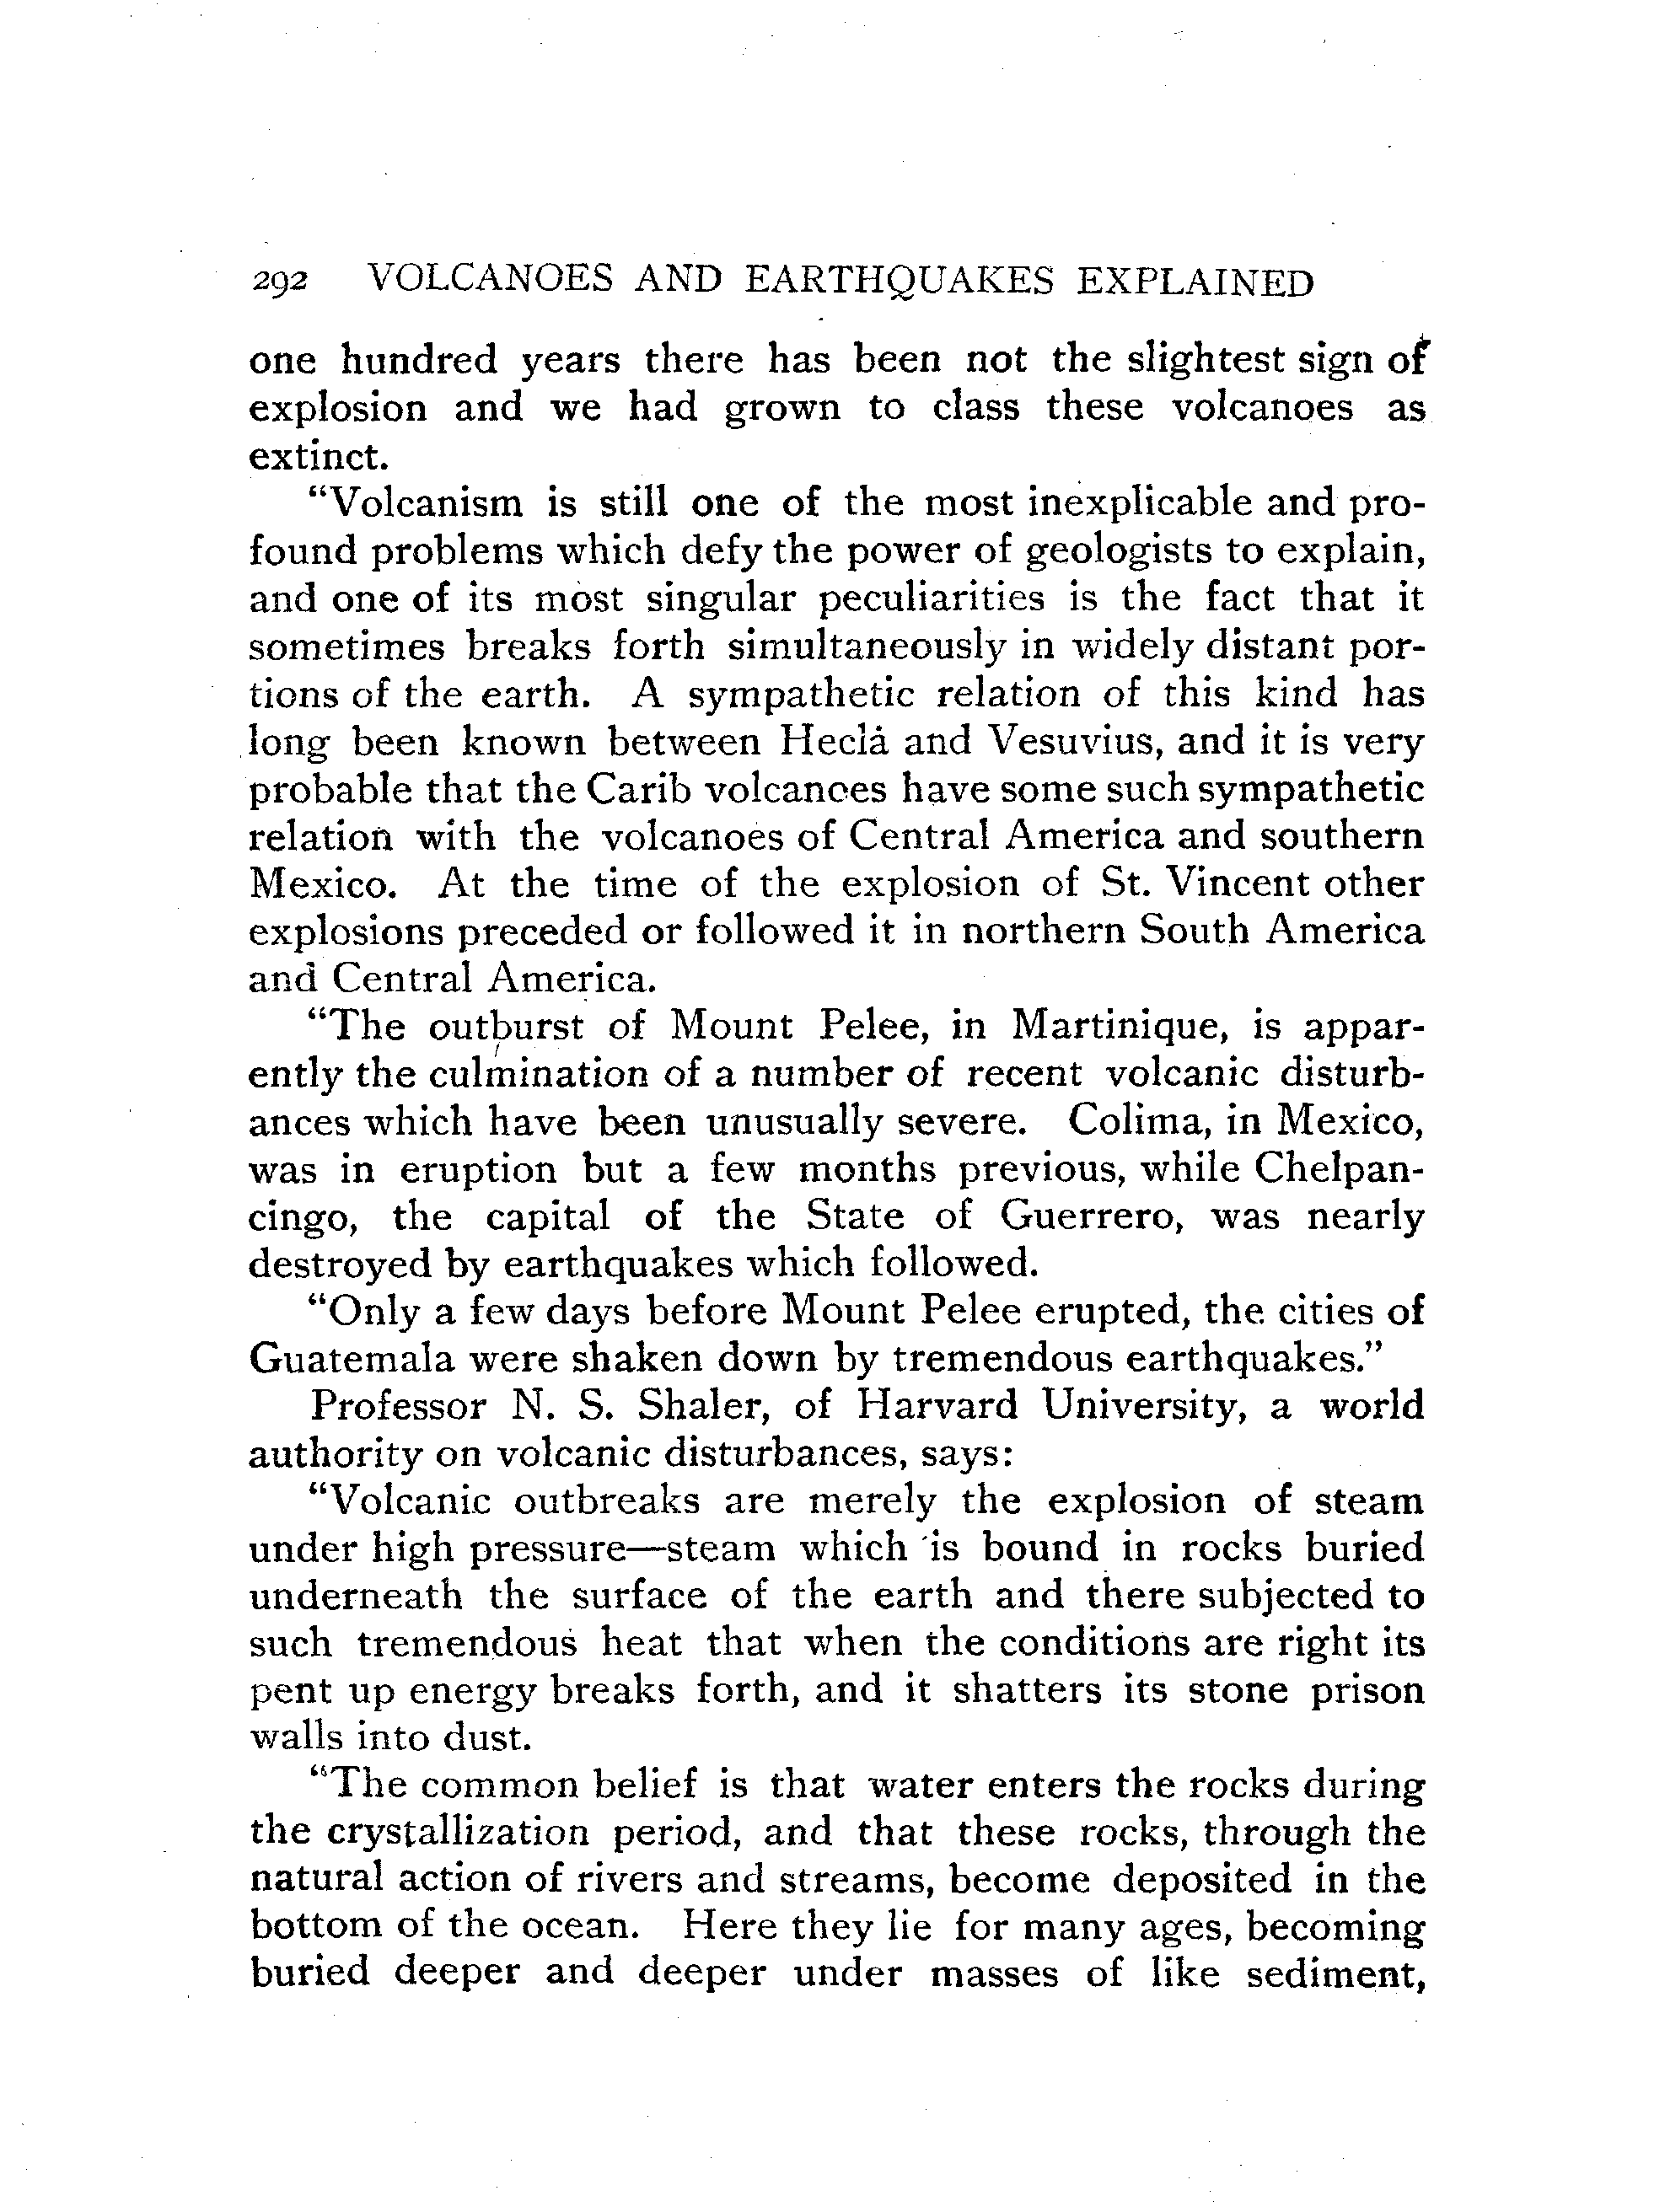 292 VOLCANOES AND EARTHQUAKES EXPLAINED
one hundred years there has been not the slightest sign of
explosion and we had grown to class these volcanoes as
extinct.
“Volcanism is still one of the most inexplicable and pro-
found problems which defy the power of geologists to explain,
and one of its most singular peculiarities is the fact that it
sometimes breaks forth simultaneously in widely distant por-
tions of the earth. A sympathetic relation of this kind has
long been known between Hecla and Vesuvius, and it is very
probable that the Carib volcanoes have some such sympathetic
relation with the volcanoes of Central America and southern
Mexico. At the time of the explosion of St. Vincent other
explosions preceded or followed it in northern South America
and Central America.
“The outburst of Mount Pelee, in Martinique, is appar-
ently the culmination of a number of recent volcanic disturb-
ances which have been unusually severe. Colima, in Mexico,
was in eruption but a few months previous, while Chelpan-
cingo, the capital of the State of Guerrero, was nearly
destroyed by earthquakes which followed.
“Only a few days before Mount Pelee erupted, the cities of
Guatemala were shaken down by tremendous earthquakes.”
Professor N. S. Shaler, of Harvard University, a world
authority on volcanic disturbances, says:
“Volcanic outbreaks are merely the explosion of steam
under high pressure—steam which is bound in rocks buried
underneath the surface of the earth and there subjected to
such tremendous heat that when the conditions are right its
pent up energy breaks forth, and it shatters its stone prison
walls into dust.
“The common belief is that water enters the rocks during
the crystallization period, and that these rocks, through the
natural action of rivers and streams, become deposited in the
bottom of the ocean. Here they lie for many ages, becoming
buried deeper and deeper under masses of like sediment,